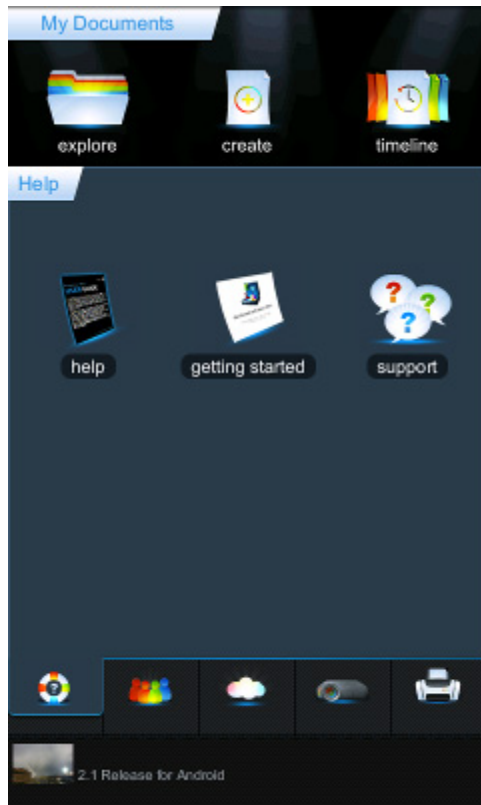 My Documents
explore
create
timeline
Help
help
getting started
support
2.1 Release for Android